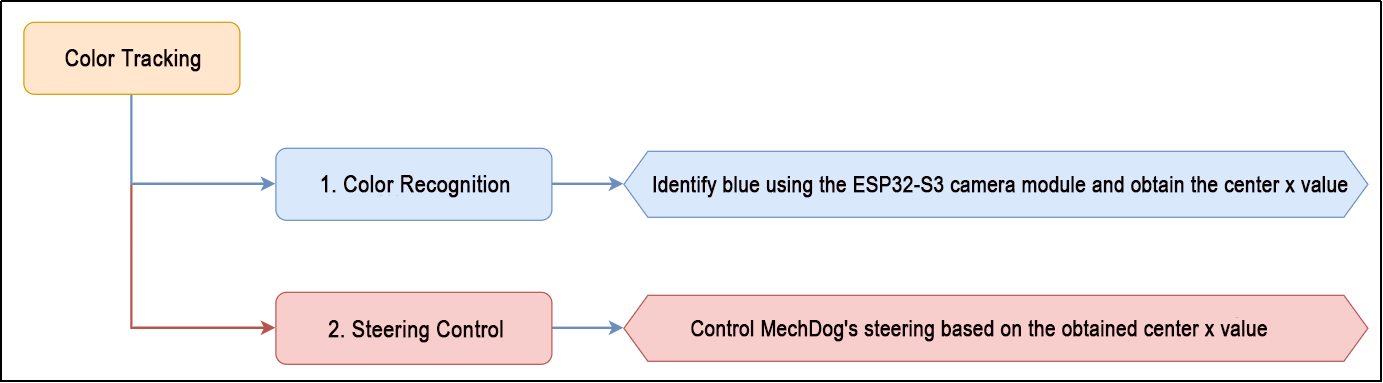 Color Tracking
1. Color Recognition
Identify blue using the ESP32-S3 camera module and obtain the center x value
2. Steering Control
Control MechDog's steering based on the obtained center x value